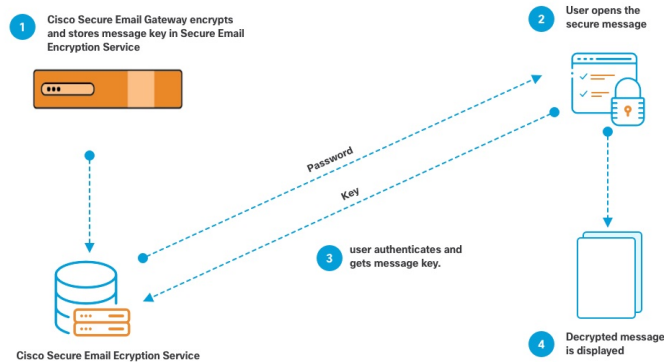 1
Cisco Secure Email Gateway encrypts
and stores message key in Secure Email
Encryption Service
2
User opens the
secure message
Password
Key
3
user authenticates and
gets message key.
Cisco Secure Email Ecryption Service
4
Decrypted message
is displayed